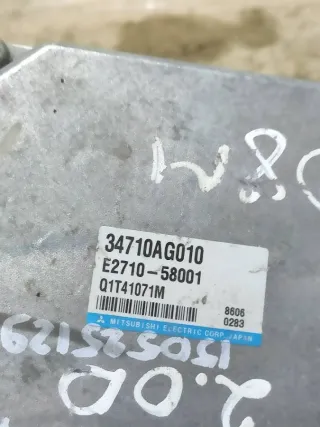 34710AG010
E2710-58001
Q1T41071M
8606
0283
MITSUBISHI ELECTRIC CORP. JAPAN
2.0D